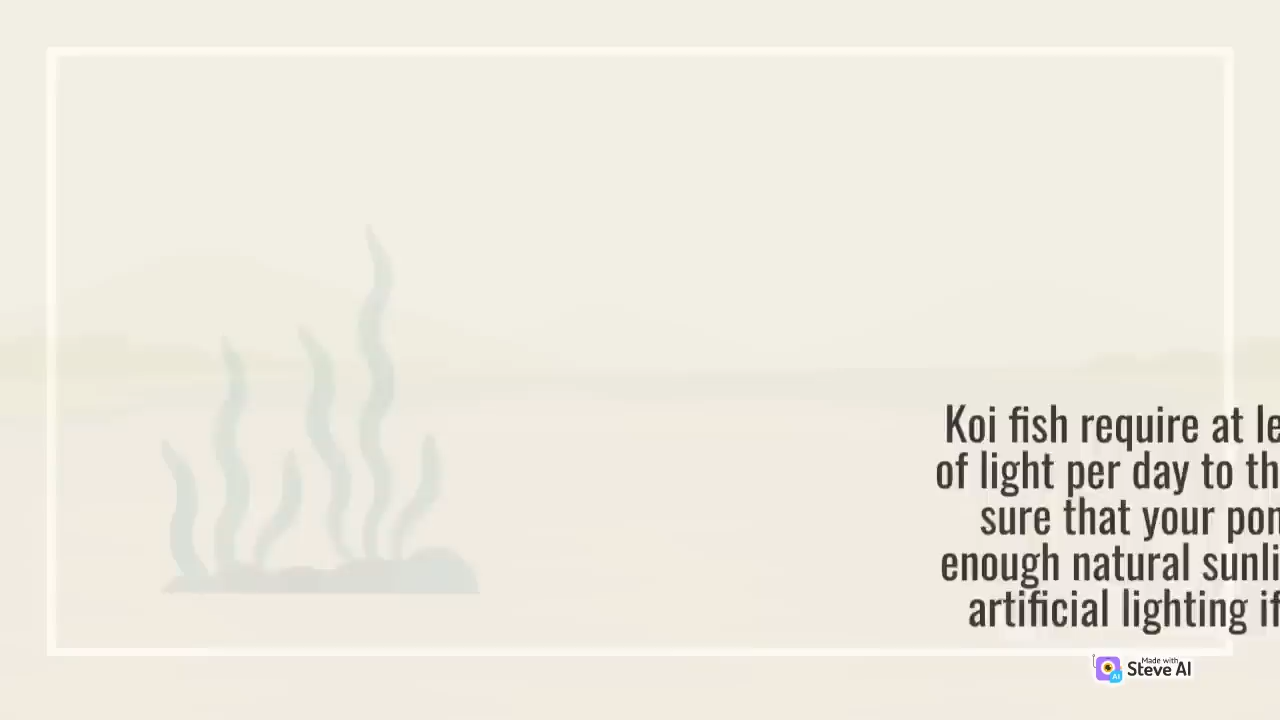 Koi fish require at le
of light per day to th
sure that your pon
enough natural sunli
artificial lighting if
Made with
Steve AI
AI